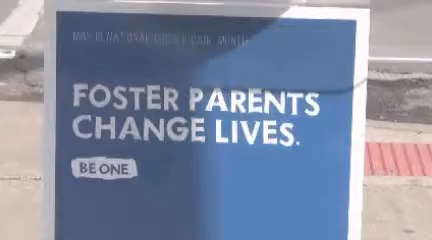 MAY IS NATIONAL FOSTER CARE MONTH
FOSTER PARENTS
CHANGE LIVES.
BE ONE.